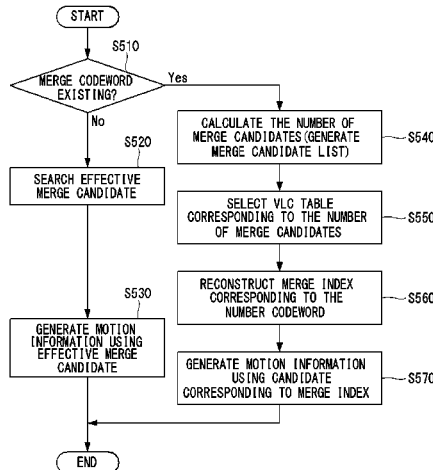 START
S510
MERGE CODEWORD
EXISTING?
Yes
No
S520
SEARCH EFFECTIVE
MERGE CANDIDATE
S530
GENERATE MOTION
INFORMATION USING
EFFECTIVE MERGE
CANDIDATE
CALCULATE THE NUMBER OF
MERGE CANDIDATES(GENERATE
MERGE CANDIDATE LIST)
S540
SELECT VLC TABLE
CORRESPONDING TO THE NUMBER
OF MERGE CANDIDATES
S550
RECONSTRUCT MERGE INDEX
CORRESPONDING TO THE
NUMBER CODEWORD
S560
GENERATE MOTION INFORMATION
USING CANDIDATE
CORRESPONDING TO MERGE INDEX
S570
END